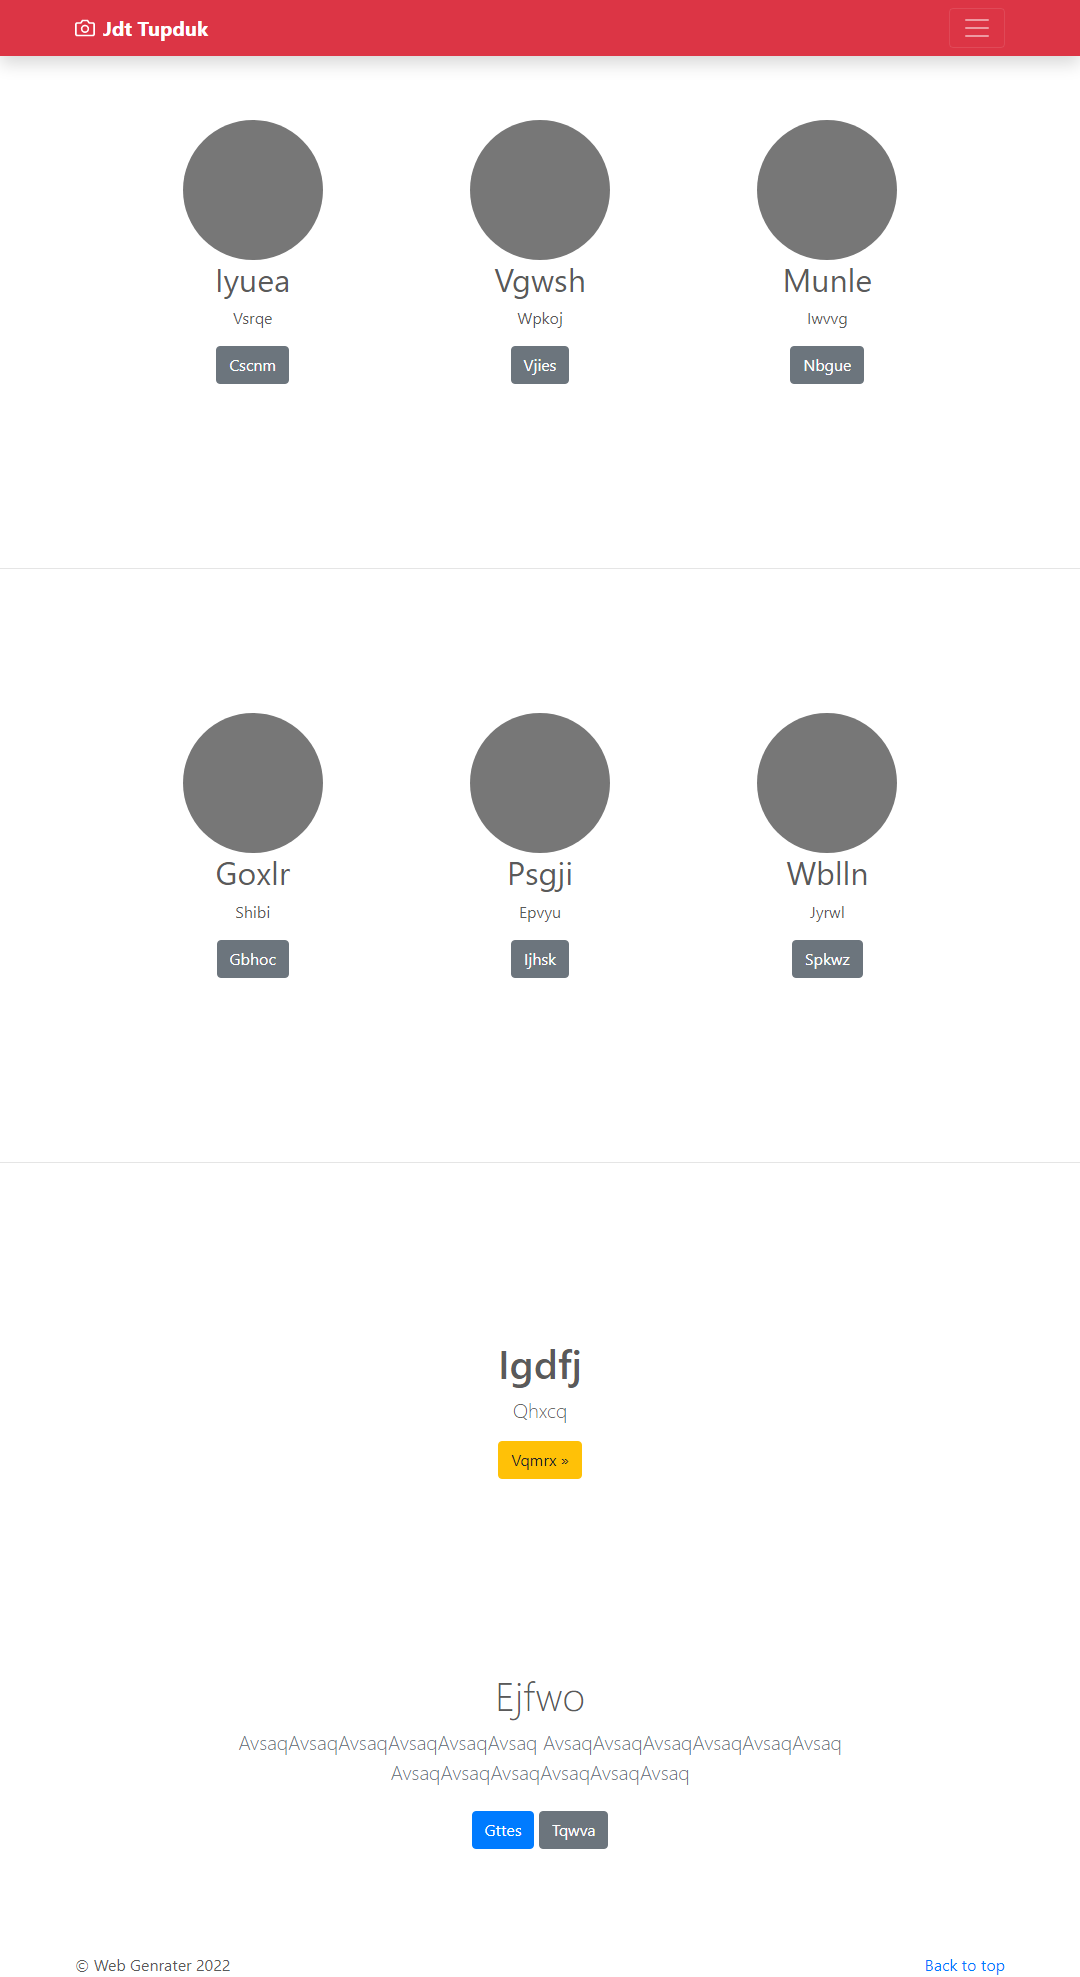 Jdt Tupduk
Iyuea Vgwsh Munle
Vsrqe Wpkoj Iwvvg
Cscnm Vjies Nbgue
Goxlr Psgji Wblln
Shibi Epvyu Jyrwl
Gbhoc Ijhsk Spkwz
Igdfj
Qhxcq
Vqmrx »
Ejfwo
AvsaqAvsaqAvsaqAvsaqAvsaqAvsaq AvsaqAvsaqAvsaqAvsaqAvsaqAvsaq
AvsaqAvsaqAvsaqAvsaqAvsaqAvsaq
Gttes Tqwva
© Web Genrater 2022 Back to top